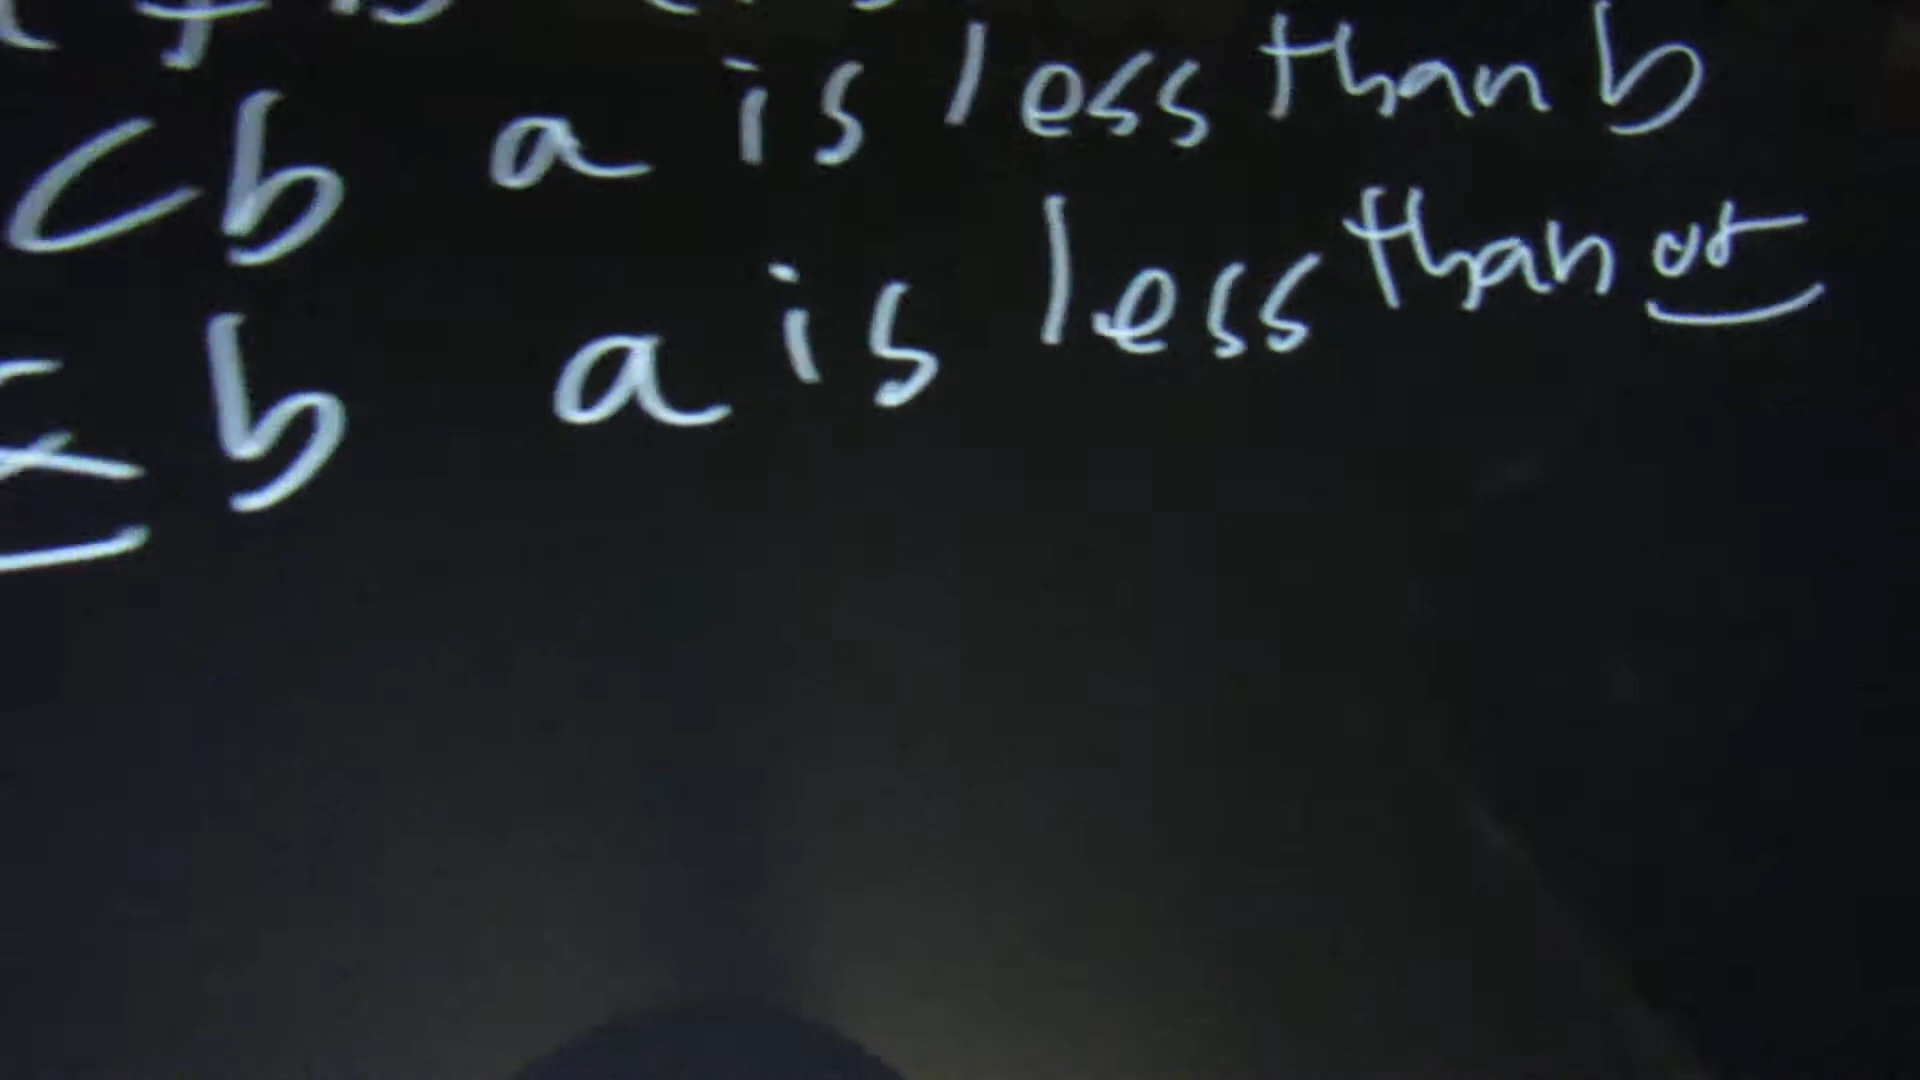 < b a is less than b
≤ b a is less than or